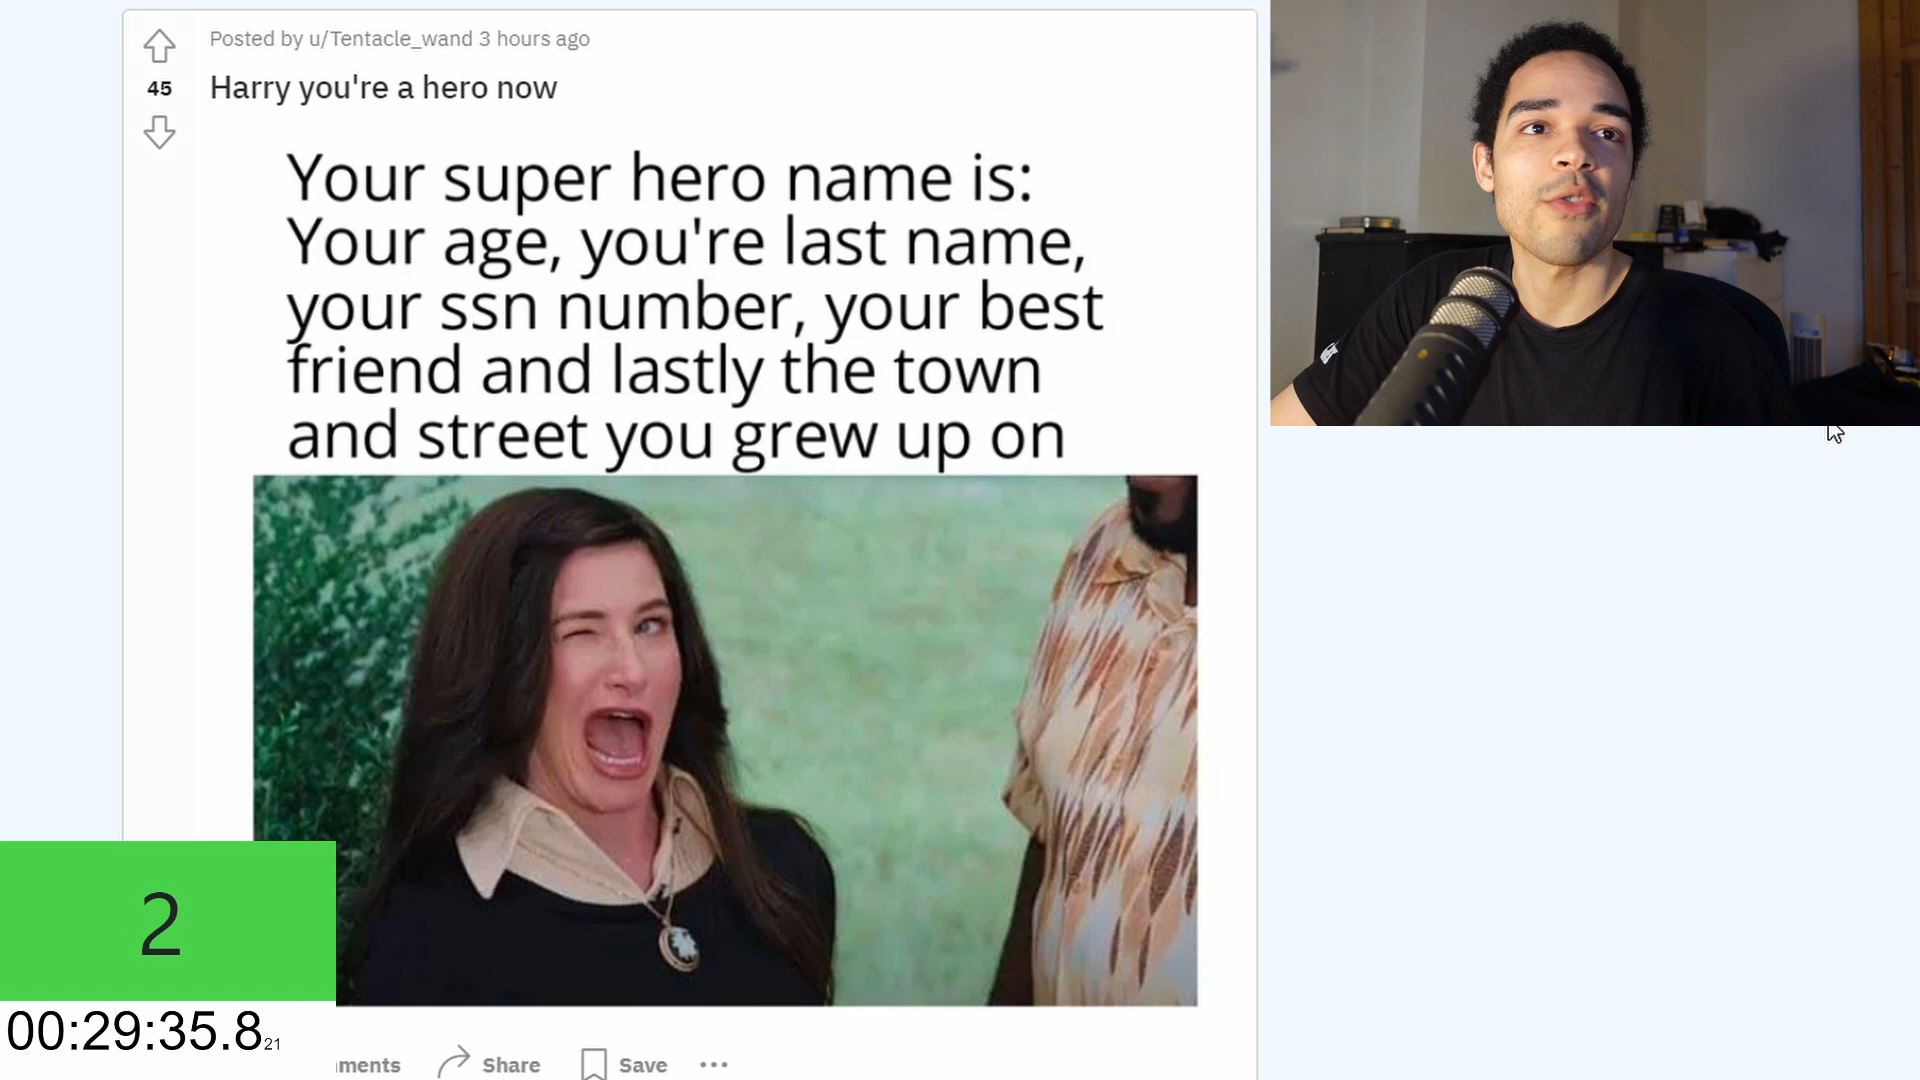 Posted by u/Tentacle_wand 3 hours ago
45
Harry you're a hero now
Your super hero name is:
Your age, you're last name,
your ssn number, your best
friend and lastly the town
and street you grew up on
2
00:29:35.821
mments
Share
Save